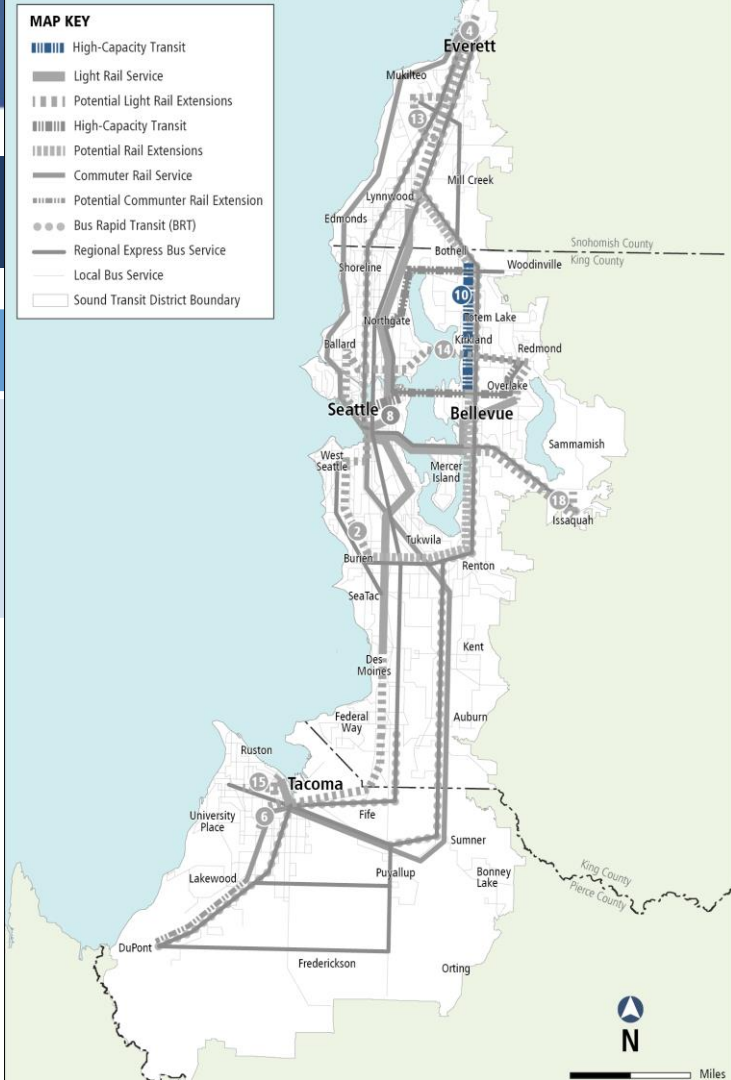 MAP KEY
High-Capacity Transit
Light Rail Service
Potential Light Rail Extensions
High-Capacity Transit
Potential Rail Extensions
Commuter Rail Service
Potential Communter Rail Extension
Bus Rapid Transit (BRT)
Regional Express Bus Service
Local Bus Service
Sound Transit District Boundary
4
Everett
Mukilteo
13
Mill Creek
Lynnwood
Edmonds
Snohomish County
King County
Bothell
Shoreline
Woodinville
10
Northgate
Totem Lake
Ballard
14
Kirkland
Redmond
Overlake
Seattle
8
Bellevue
Sammamish
West
Seattle
Mercer
Island
18
Issaquah
2
Tukwila
Burien
Renton
SeaTac
Kent
Des
Moines
Federal
Way
Auburn
Ruston
15
Tacoma
6
Fife
University
Place
Sumner
King County
Pierce County
Puyallup
Bonney
Lake
Lakewood
DuPont
Frederickson
Orting
N
Miles